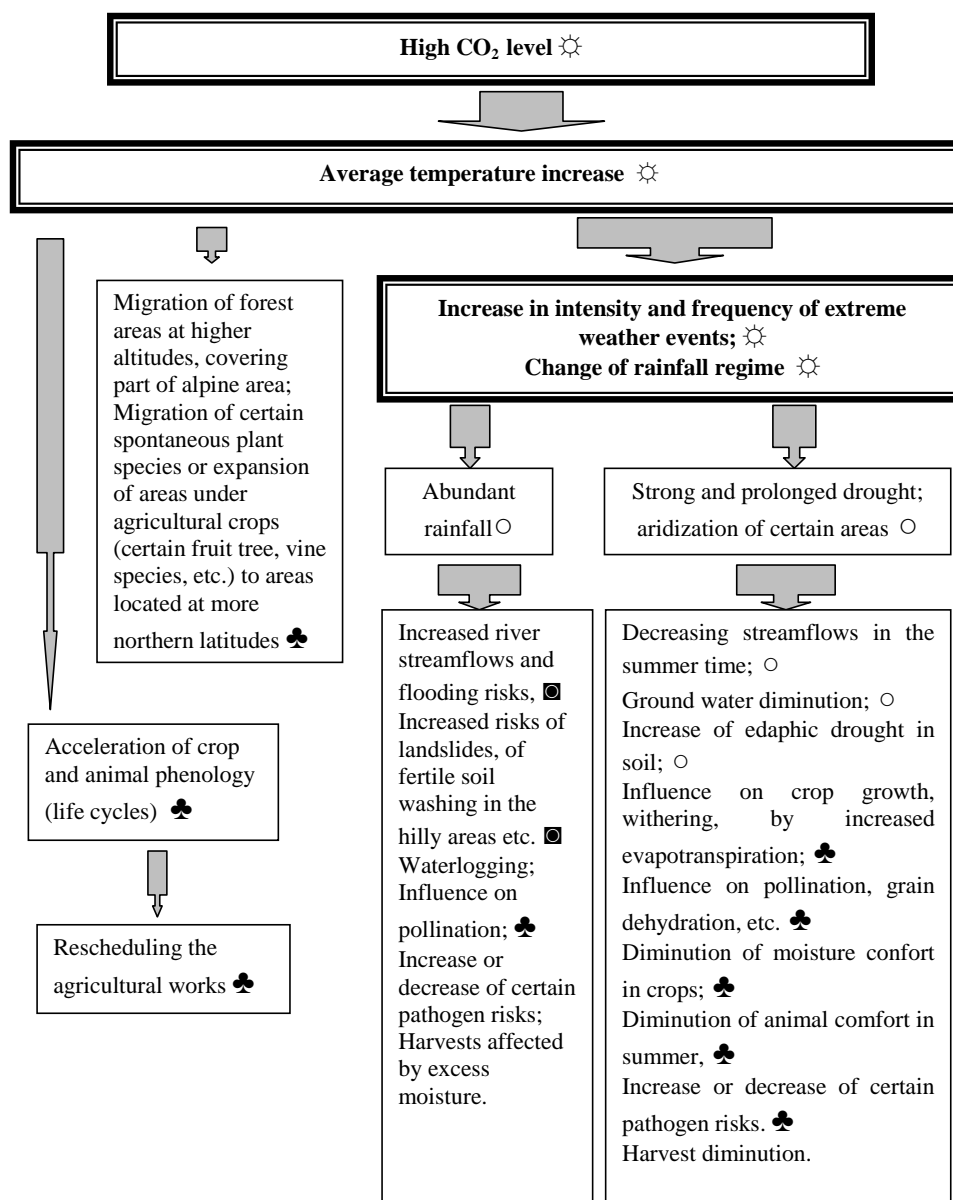 High CO₂ level ☼
Average temperature increase ☼
Migration of forest
areas at higher
altitudes, covering
part of alpine area;
Migration of certain
spontaneous plant
species or expansion
of areas under
agricultural crops
(certain fruit tree, vine
species, etc.) to areas
located at more
northern latitudes ♣
Acceleration of crop
and animal phenology
(life cycles) ♣
Rescheduling the
agricultural works ♣
Increase in intensity and frequency of extreme
weather events; ☼
Change of rainfall regime ☼
Abundant
rainfall ○
Strong and prolonged drought;
aridization of certain areas ○
Increased river
streamflows and
flooding risks, ◘
Increased risks of
landslides, of
fertile soil
washing in the
hilly areas etc. ◘
Waterlogging;
Influence on
pollination; ♣
Increase or
decrease of certain
pathogen risks;
Harvests affected
by excess
moisture.
Decreasing streamflows in the
summer time; ○
Ground water diminution; ○
Increase of edaphic drought in
soil; ○
Influence on crop growth,
withering, by increased
evapotranspiration; ♣
Influence on pollination, grain
dehydration, etc. ♣
Diminution of moisture confort
in crops; ♣
Diminution of animal comfort in
summer, ♣
Increase or decrease of certain
pathogen risks. ♣
Harvest diminution.